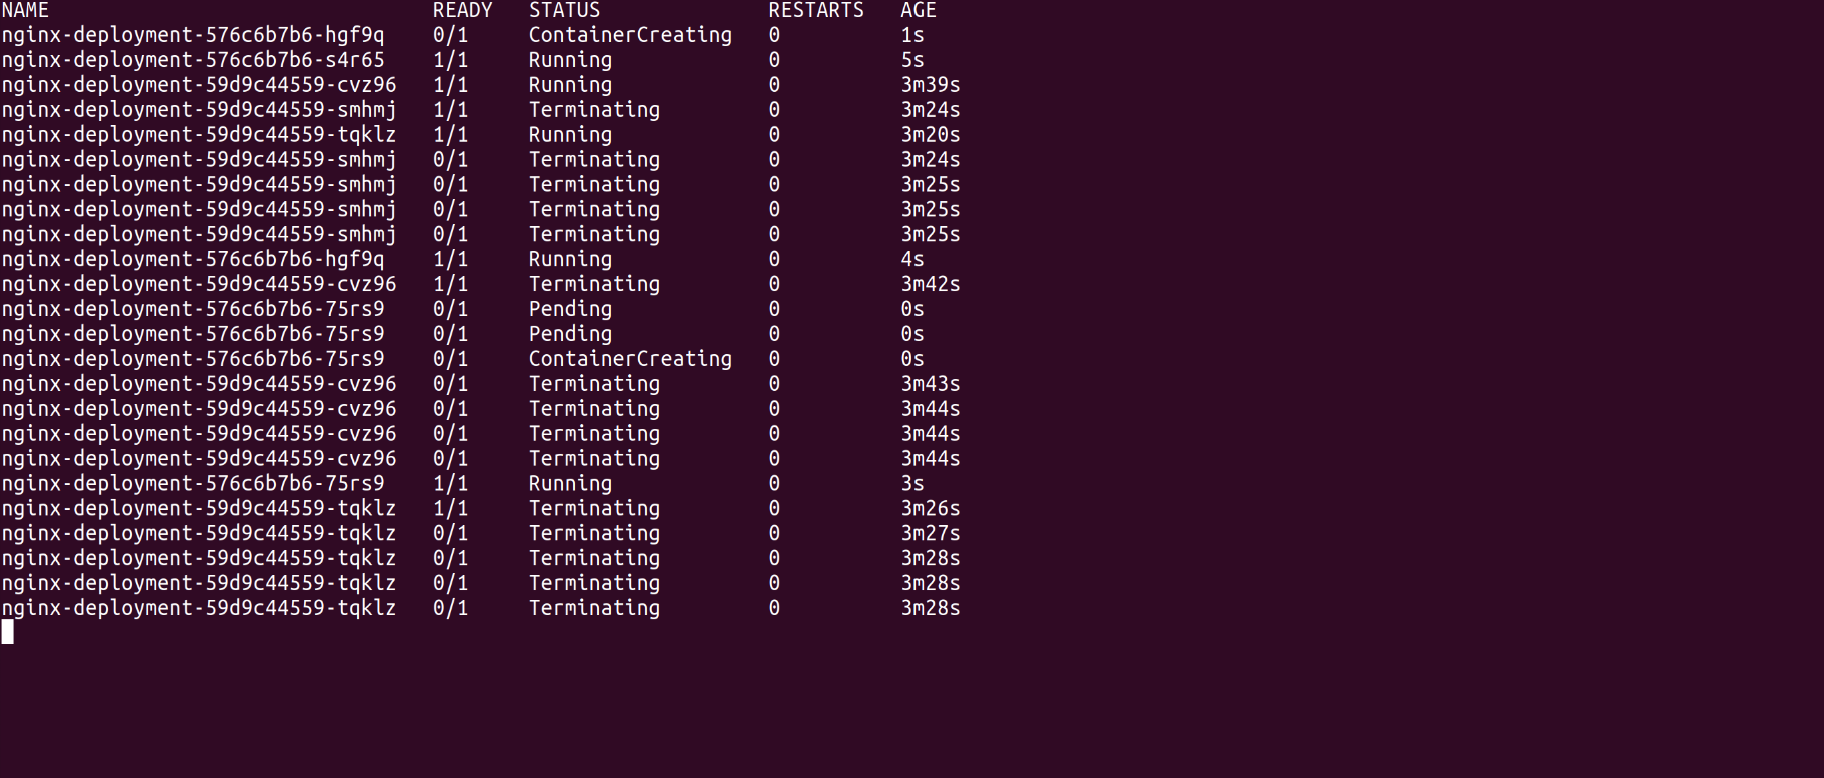 NAME                                READY   STATUS              RESTARTS   AGE
nginx-deployment-576c6b7b6-hgf9q    0/1     ContainerCreating   0          1s
nginx-deployment-576c6b7b6-s4r65    1/1     Running             0          5s
nginx-deployment-59d9c44559-cvz96   1/1     Running             0          3m39s
nginx-deployment-59d9c44559-smhmj   1/1     Terminating         0          3m24s
nginx-deployment-59d9c44559-tqklz   1/1     Running             0          3m20s
nginx-deployment-59d9c44559-smhmj   0/1     Terminating         0          3m24s
nginx-deployment-59d9c44559-smhmj   0/1     Terminating         0          3m25s
nginx-deployment-59d9c44559-smhmj   0/1     Terminating         0          3m25s
nginx-deployment-59d9c44559-smhmj   0/1     Terminating         0          3m25s
nginx-deployment-576c6b7b6-hgf9q    1/1     Running             0          4s
nginx-deployment-59d9c44559-cvz96   1/1     Terminating         0          3m42s
nginx-deployment-576c6b7b6-75rs9    0/1     Pending             0          0s
nginx-deployment-576c6b7b6-75rs9    0/1     Pending             0          0s
nginx-deployment-576c6b7b6-75rs9    0/1     ContainerCreating   0          0s
nginx-deployment-59d9c44559-cvz96   0/1     Terminating         0          3m43s
nginx-deployment-59d9c44559-cvz96   0/1     Terminating         0          3m44s
nginx-deployment-59d9c44559-cvz96   0/1     Terminating         0          3m44s
nginx-deployment-59d9c44559-cvz96   0/1     Terminating         0          3m44s
nginx-deployment-576c6b7b6-75rs9    1/1     Running             0          3s
nginx-deployment-59d9c44559-tqklz   1/1     Terminating         0          3m26s
nginx-deployment-59d9c44559-tqklz   0/1     Terminating         0          3m27s
nginx-deployment-59d9c44559-tqklz   0/1     Terminating         0          3m28s
nginx-deployment-59d9c44559-tqklz   0/1     Terminating         0          3m28s
nginx-deployment-59d9c44559-tqklz   0/1     Terminating         0          3m28s